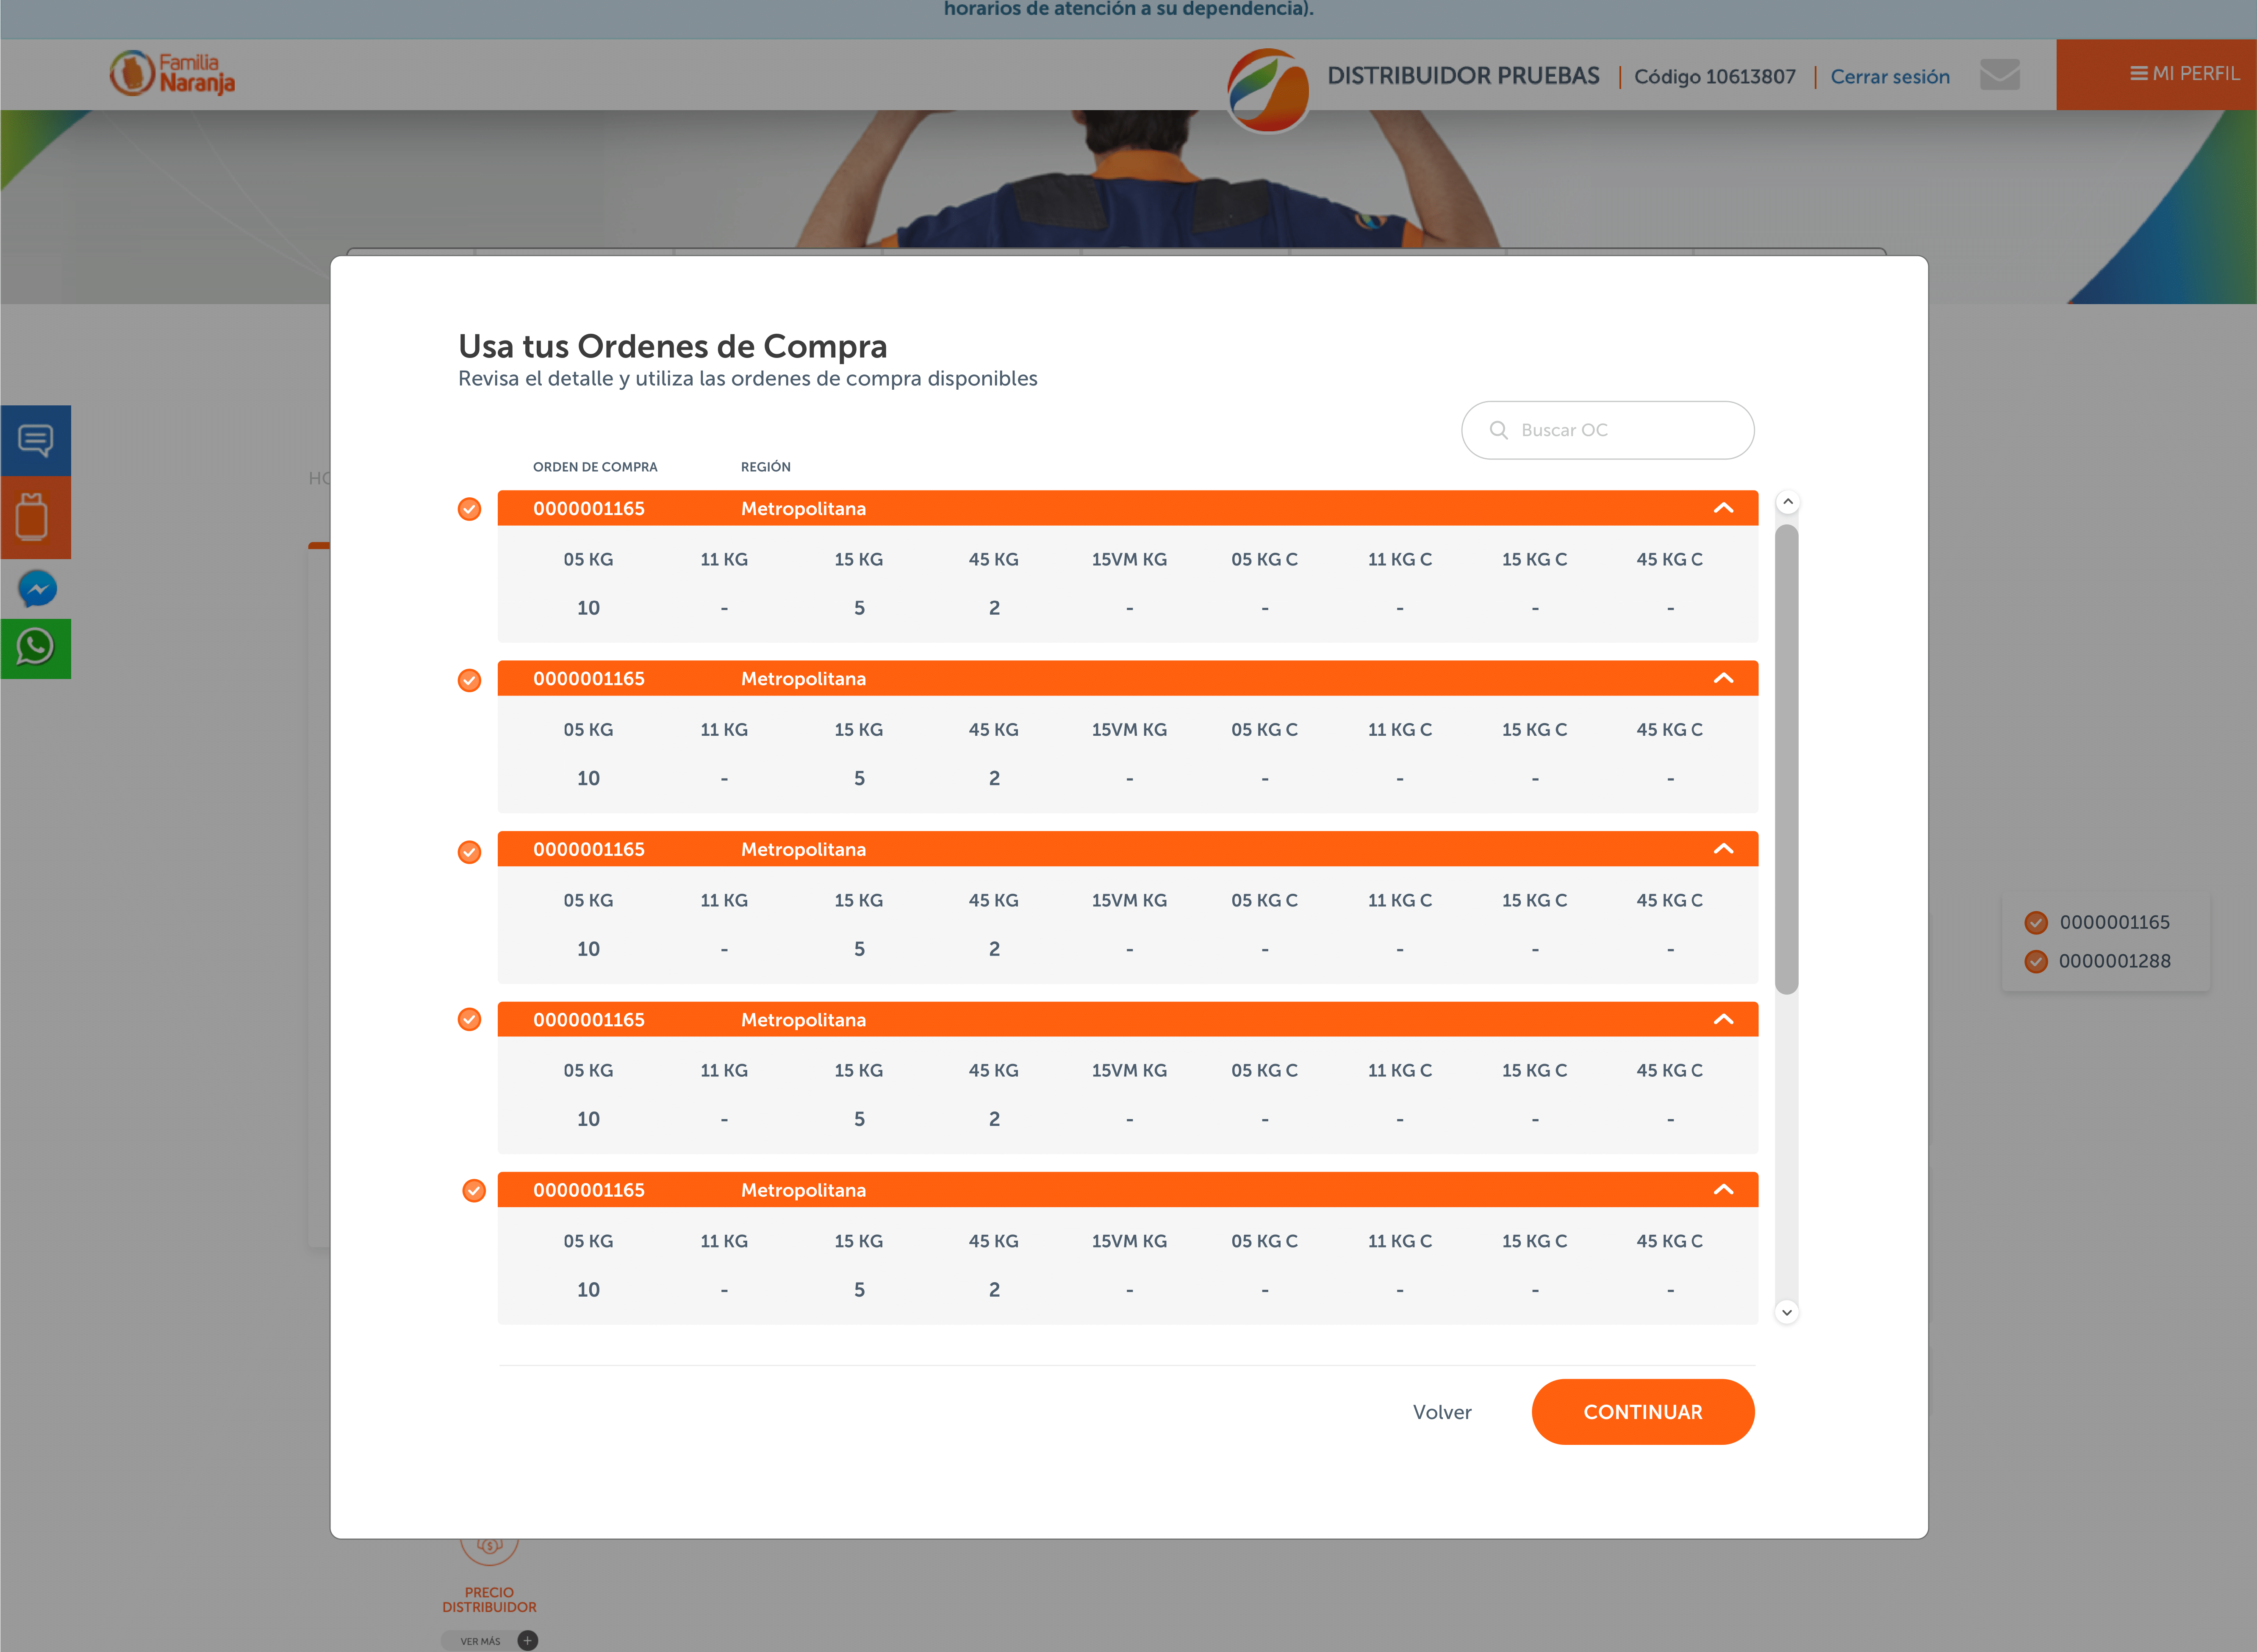 horarios de atención a su dependencia).
Familia
Naranja
DISTRIBUIDOR PRUEBAS | Código 10613807 | Cerrar sesión
MI PERFIL
HO
Usa tus Ordenes de Compra
Revisa el detalle y utiliza las ordenes de compra disponibles
Buscar OC
ORDEN DE COMPRA REGIÓN
0000001165 Metropolitana
05 KG 11 KG 15 KG 45 KG 15VM KG 05 KG C 11 KG C 15 KG C 45 KG C
10 - 5 2 - - - - -
0000001165 Metropolitana
05 KG 11 KG 15 KG 45 KG 15VM KG 05 KG C 11 KG C 15 KG C 45 KG C
10 - 5 2 - - - - -
0000001165 Metropolitana
05 KG 11 KG 15 KG 45 KG 15VM KG 05 KG C 11 KG C 15 KG C 45 KG C
10 - 5 2 - - - - -
0000001165 Metropolitana
05 KG 11 KG 15 KG 45 KG 15VM KG 05 KG C 11 KG C 15 KG C 45 KG C
10 - 5 2 - - - - -
0000001165 Metropolitana
05 KG 11 KG 15 KG 45 KG 15VM KG 05 KG C 11 KG C 15 KG C 45 KG C
10 - 5 2 - - - - -
0000001165
0000001288
Volver
CONTINUAR
PRECIO
DISTRIBUIDOR
VER MÁS +